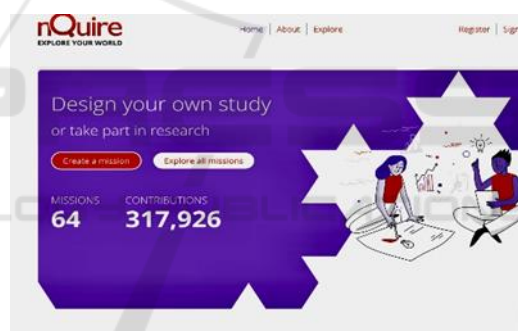 nQuire
EXPLORE YOUR WORLD
Home | About | Explore
Register | Sign
Design your own study
or take part in research
Create a mission
Explore all missions
MISSIONS
CONTRIBUTIONS
64
317,926